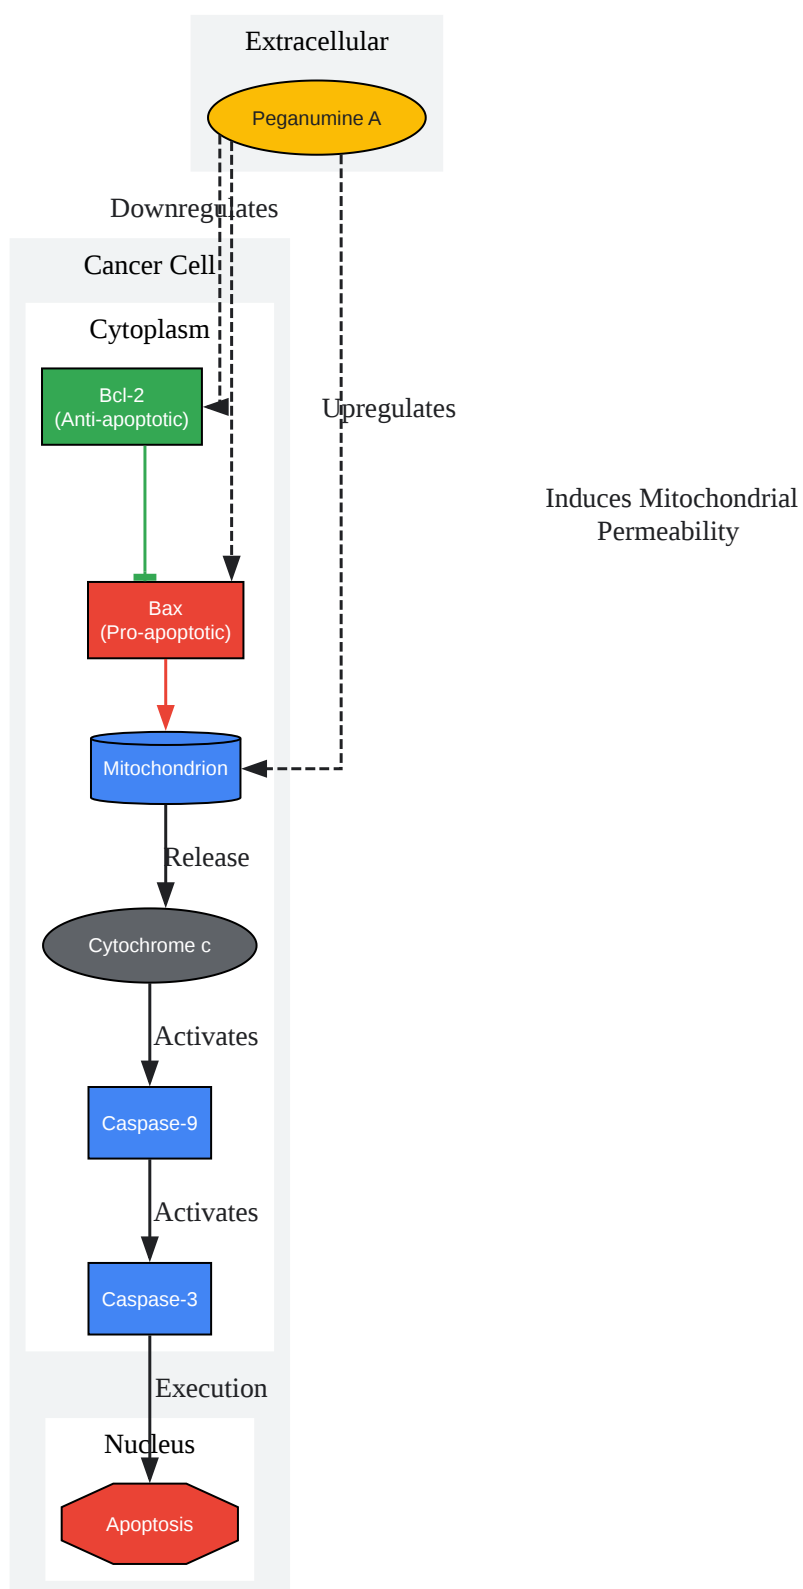 Extracellular
Peganumine A
Downregulates
Cancer Cell
Cytoplasm
Bcl-2
(Anti-apoptotic)
Upregulates
Induces Mitochondrial
Permeability
Bax
(Pro-apoptotic)
Mitochondrion
Release
Cytochrome c
Activates
Caspase-9
Activates
Caspase-3
Execution
Nucleus
Apoptosis